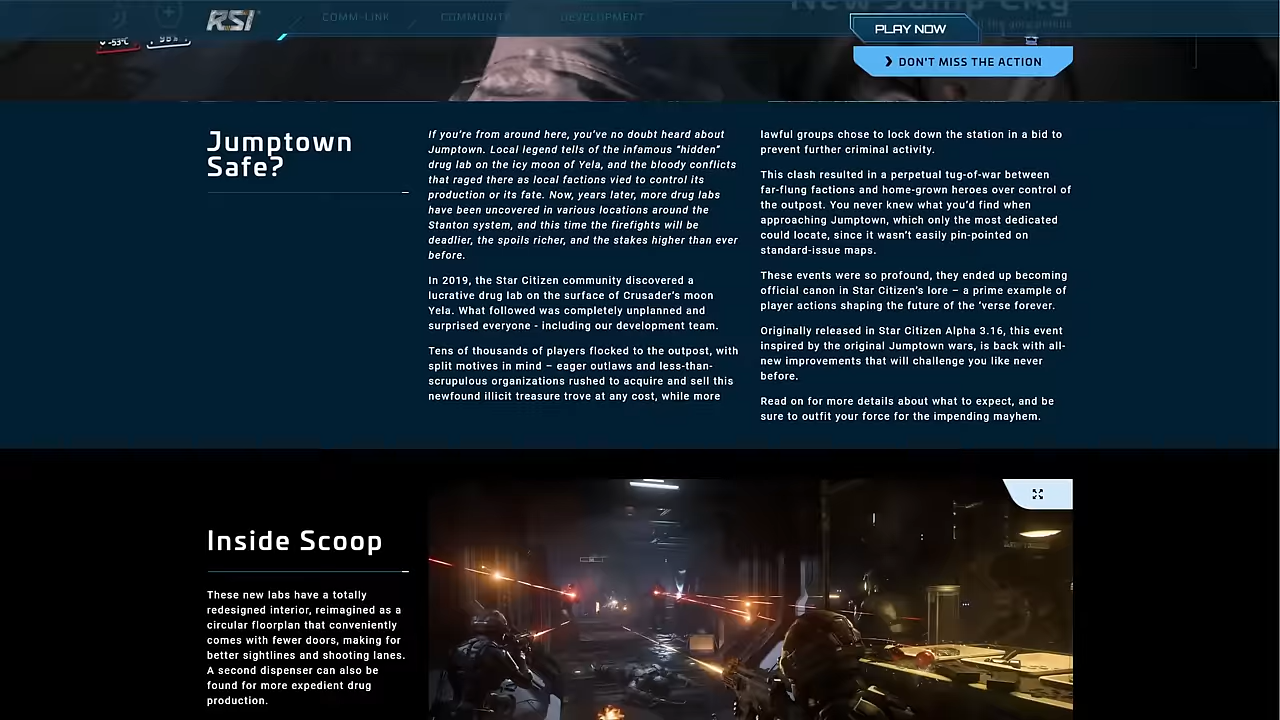 New Jump City
RSI
COMM-LINK
COMMUNITY
DEVELOPMENT
PLAY NOW
-53°C
DON'T MISS THE ACTION
Jumptown
Safe?
If you’re from around here, you’ve no doubt heard about
Jumptown. Local legend tells of the infamous “hidden”
drug lab on the icy moon of Yela, and the bloody conflicts
that raged there as local factions vied to control its
production or its fate. Now, years later, more drug labs
have been uncovered in various locations around the
Stanton system, and this time the firefights will be
deadlier, the spoils richer, and the stakes higher than ever
before.
In 2019, the Star Citizen community discovered a
lucrative drug lab on the surface of Crusader’s moon
Yela. What followed was completely unplanned and
surprised everyone - including our development team.
Tens of thousands of players flocked to the outpost, with
split motives in mind – eager outlaws and less-than-
scrupulous organizations rushed to acquire and sell this
newfound illicit treasure trove at any cost, while more
lawful groups chose to lock down the station in a bid to
prevent further criminal activity.
This clash resulted in a perpetual tug-of-war between
far-flung factions and home-grown heroes over control of
the outpost. You never knew what you’d find when
approaching Jumptown, which only the most dedicated
could locate, since it wasn’t easily pin-pointed on
standard-issue maps.
These events were so profound, they ended up becoming
official canon in Star Citizen’s lore – a prime example of
player actions shaping the future of the ‘verse forever.
Originally released in Star Citizen Alpha 3.16, this event
inspired by the original Jumptown wars, is back with all-
new improvements that will challenge you like never
before.
Read on for more details about what to expect, and be
sure to outfit your force for the impending mayhem.
Inside Scoop
These new labs have a totally
redesigned interior, reimagined as a
circular floorplan that conveniently
comes with fewer doors, making for
better sightlines and shooting lanes.
A second dispenser can also be
found for more expedient drug
production.